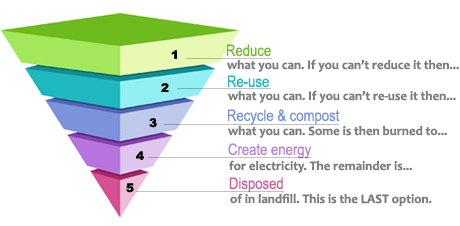 1 Reduce
what you can. If you can't reduce it then...
2 Re-use
what you can. If you can't re-use it then...
3 Recycle & compost
what you can. Some is then burned to...
4 Create energy
for electricity. The remainder is...
5 Disposed
of in landfill. This is the LAST option.